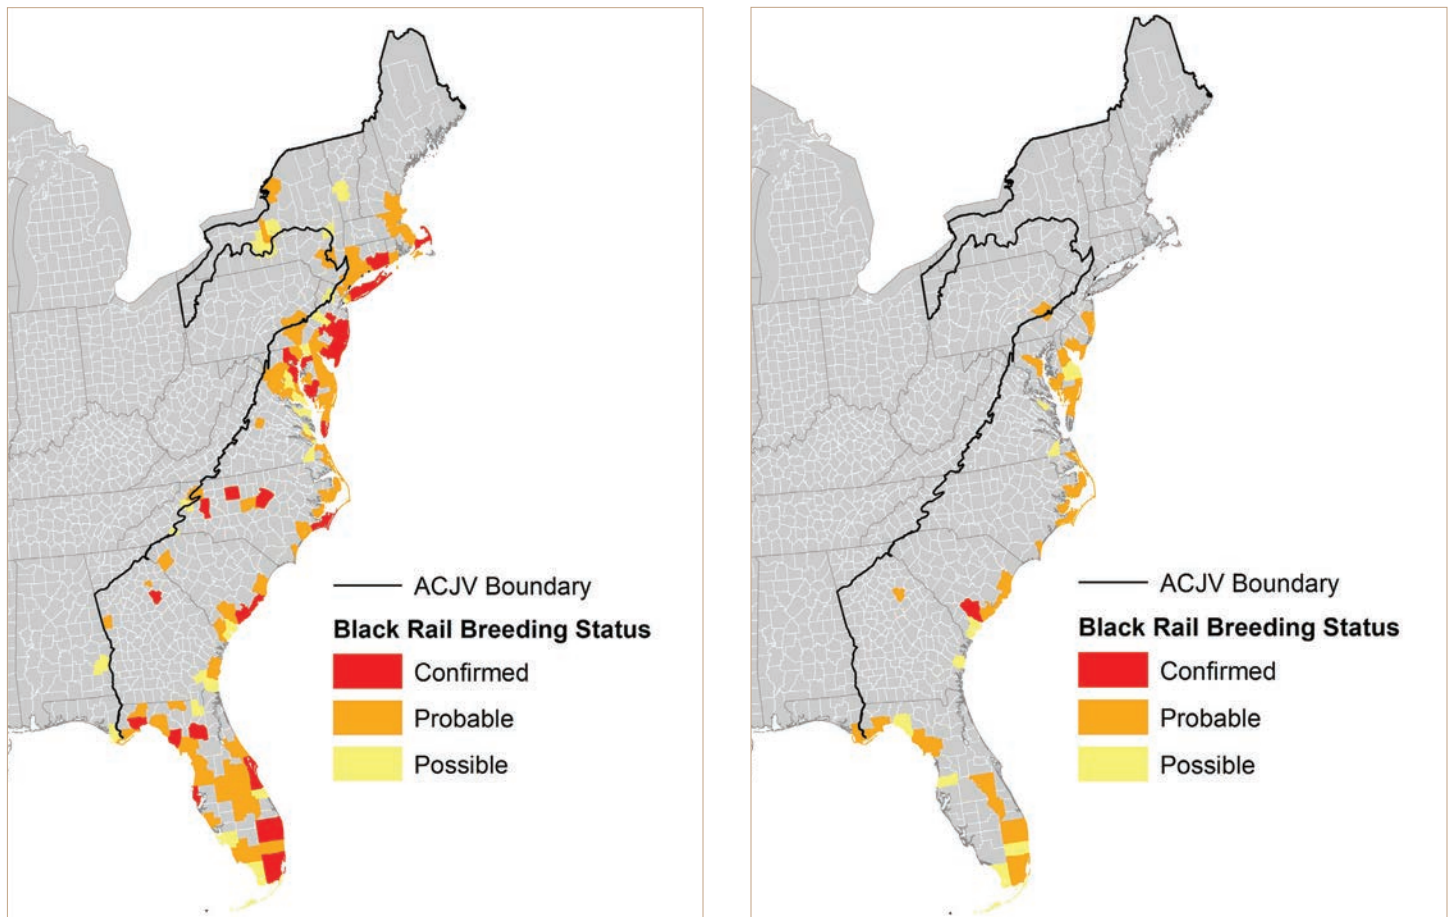 ACJV Boundary
Black Rail Breeding Status
Confirmed
Probable
Possible
ACJV Boundary
Black Rail Breeding Status
Confirmed
Probable
Possible